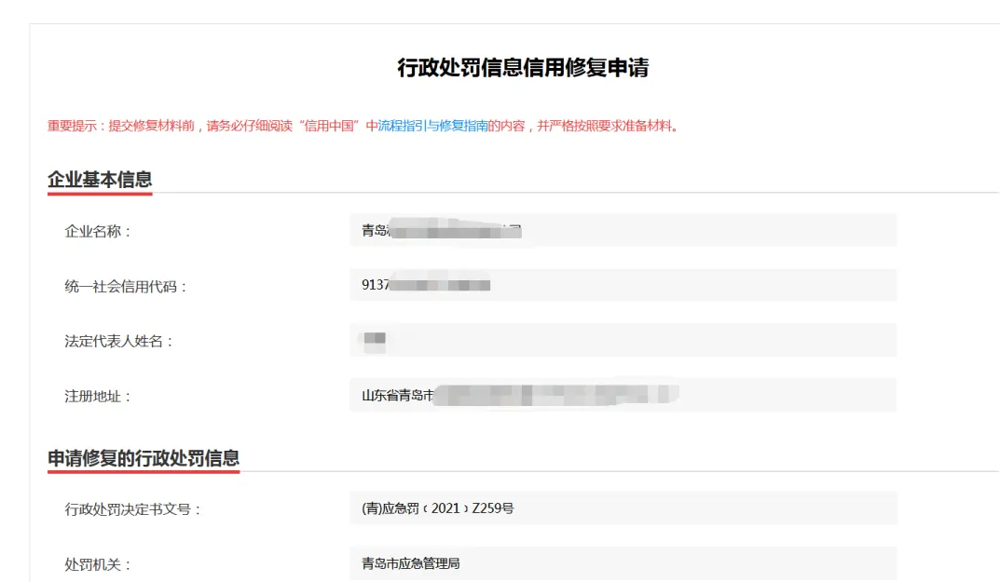 行政处罚信息信用修复申请
重要提示：提交修复材料前，请务必仔细阅读“信用中国”中流程指引与修复指南的内容，并严格按照要求准备材料。
企业基本信息
企业名称： 青岛
统一社会信用代码： 9137
法定代表人姓名：
注册地址： 山东省青岛市
申请修复的行政处罚信息
行政处罚决定书文号： (青)应急罚﹝2021﹞Z259号
处罚机关： 青岛市应急管理局